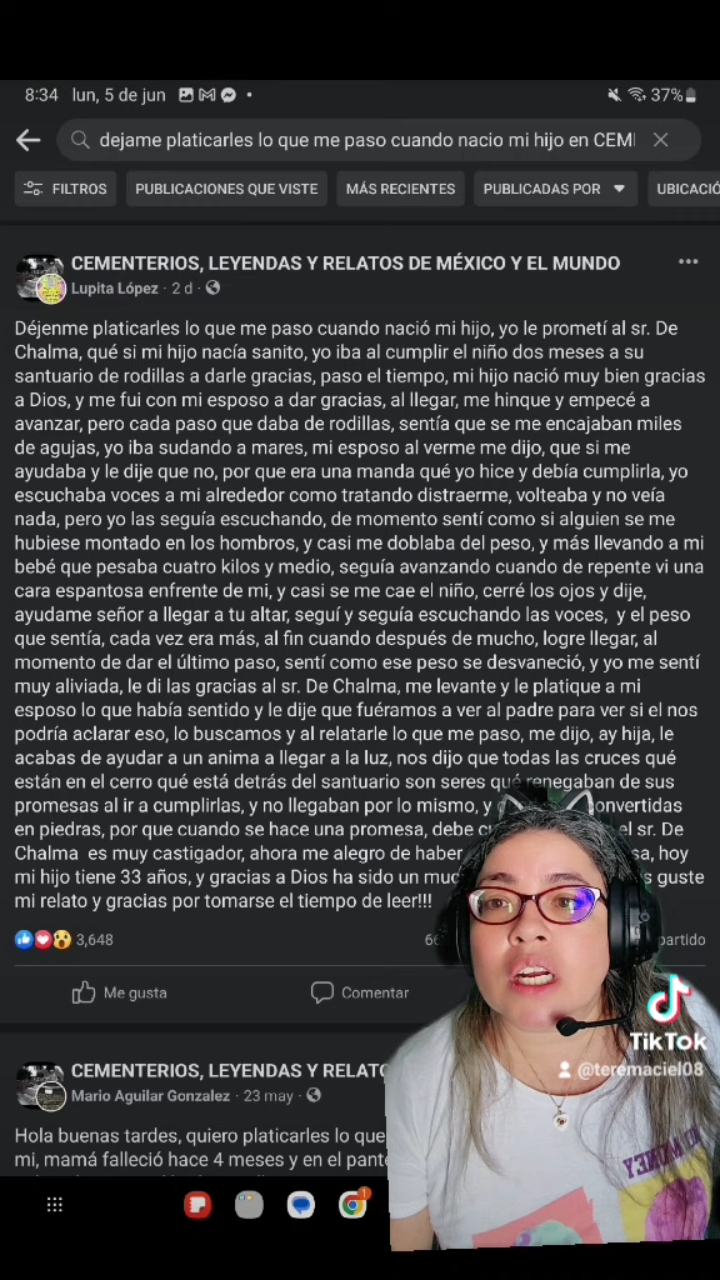 8:34 lun, 5 de jun
37%
dejame platicarles lo que me paso cuando nacio mi hijo en CEM
FILTROS
PUBLICACIONES QUE VISTE
MÁS RECIENTES
PUBLICADAS POR
UBICACIÓ
CEMENTERIOS, LEYENDAS Y RELATOS DE MÉXICO Y EL MUNDO
Lupita López · 2 d ·
Déjenme platicarles lo que me paso cuando nació mi hijo, yo le prometí al sr. De
Chalma, qué si mi hijo nacía sanito, yo iba al cumplir el niño dos meses a su
santuario de rodillas a darle gracias, paso el tiempo, mi hijo nació muy bien gracias
a Dios, y me fui con mi esposo a dar gracias, al llegar, me hinque y empecé a
avanzar, pero cada paso que daba de rodillas, sentía que se me encajaban miles
de agujas, yo iba sudando a mares, mi esposo al verme me dijo, que si me
ayudaba y le dije que no, por que era una manda qué yo hice y debía cumplirla, yo
escuchaba voces a mi alrededor como tratando distraerme, volteaba y no veía
nada, pero yo las seguía escuchando, de momento sentí como si alguien se me
hubiese montado en los hombros, y casi me doblaba del peso, y más llevando a mi
bebé que pesaba cuatro kilos y medio, seguía avanzando cuando de repente vi una
cara espantosa enfrente de mi, y casi se me cae el niño, cerré los ojos y dije,
ayudame señor a llegar a tu altar, seguí y seguía escuchando las voces, y el peso
que sentía, cada vez era más, al fin cuando después de mucho, logre llegar, al
momento de dar el último paso, sentí como ese peso se desvaneció, y yo me sentí
muy aliviada, le di las gracias al sr. De Chalma, me levante y le platique a mi
esposo lo que había sentido y le dije que fuéramos a ver al padre para ver si el nos
podría aclarar eso, lo buscamos y al relatarle lo que me paso, me dijo, ay hija, le
acabas de ayudar a un anima a llegar a la luz, nos dijo que todas las cruces qué
están en el cerro qué está detrás del santuario son seres qué renegaban de sus
promesas al ir a cumplirlas, y no llegaban por lo mismo, y convertidas
en piedras, por que cuando se hace una promesa, debe el sr. De
Chalma es muy castigador, ahora me alegro de haber hoy
mi hijo tiene 33 años, y gracias a Dios ha sido un guste
mi relato y gracias por tomarse el tiempo de leer!!!
3,648
Me gusta
Comentar
TikTok
@teremaciel08
CEMENTERIOS, LEYENDAS Y RELATO
Mario Aguilar Gonzalez · 23 may ·
Hola buenas tardes, quiero platicarles lo que
mi, mamá falleció hace 4 meses y en el pante